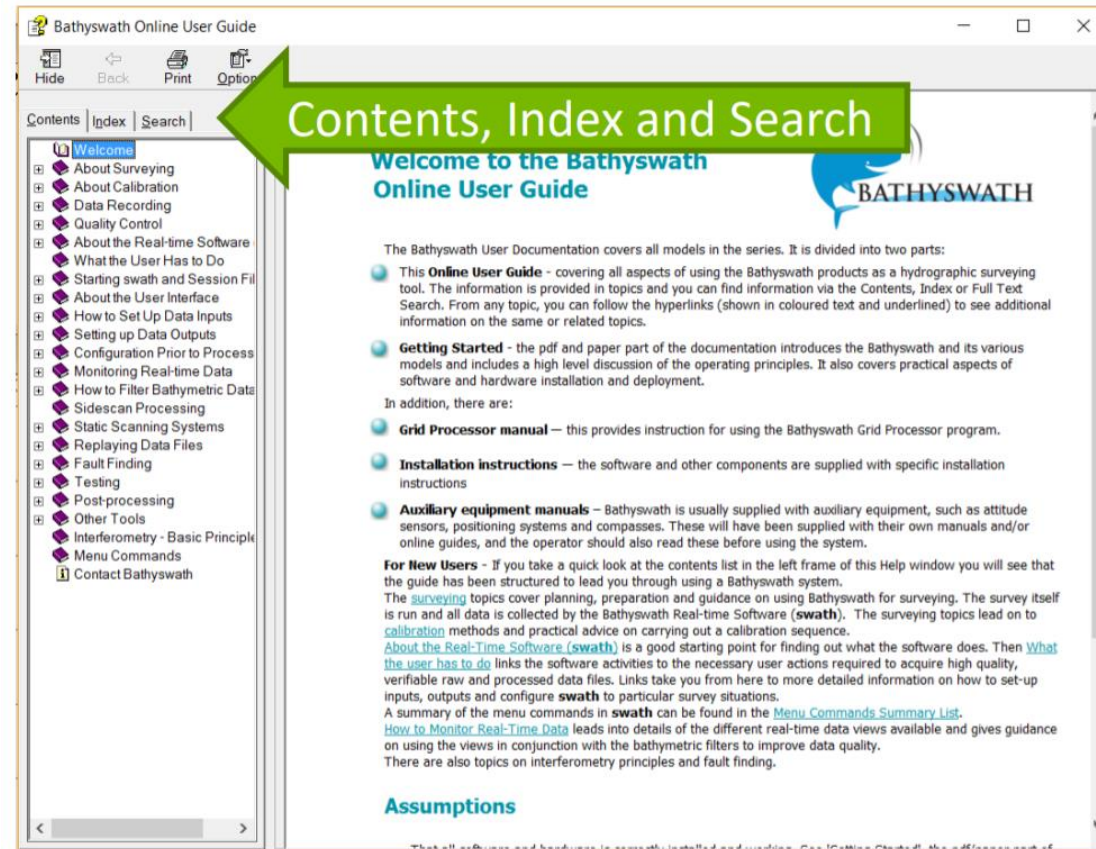 Bathyswath Online User Guide
Hide Back Print Option
Contents Index Search
Contents, Index and Search
Welcome
About Surveying
About Calibration
Data Recording
Quality Control
About the Real-time Software
What the User Has to Do
Starting swath and Session Fil
About the User Interface
How to Set Up Data Inputs
Setting up Data Outputs
Configuration Prior to Process
Monitoring Real-time Data
How to Filter Bathymetric Data
Sidescan Processing
Static Scanning Systems
Replaying Data Files
Fault Finding
Testing
Post-processing
Other Tools
Interferometry - Basic Principle
Menu Commands
Contact Bathyswath
Welcome to the Bathyswath
Online User Guide
BATHYSWATH
The Bathyswath User Documentation covers all models in the series. It is divided into two parts:
This Online User Guide - covering all aspects of using the Bathyswath products as a hydrographic surveying
tool. The information is provided in topics and you can find information via the Contents, Index or Full Text
Search. From any topic, you can follow the hyperlinks (shown in coloured text and underlined) to see additional
information on the same or related topics.
Getting Started - the pdf and paper part of the documentation introduces the Bathyswath and its various
models and includes a high level discussion of the operating principles. It also covers practical aspects of
software and hardware installation and deployment.
In addition, there are:
Grid Processor manual — this provides instruction for using the Bathyswath Grid Processor program.
Installation instructions — the software and other components are supplied with specific installation
instructions
Auxiliary equipment manuals – Bathyswath is usually supplied with auxiliary equipment, such as attitude
sensors, positioning systems and compasses. These will have been supplied with their own manuals and/or
online guides, and the operator should also read these before using the system.
For New Users - If you take a quick look at the contents list in the left frame of this Help window you will see that
the guide has been structured to lead you through using a Bathyswath system.
The surveying topics cover planning, preparation and guidance on using Bathyswath for surveying. The survey itself
is run and all data is collected by the Bathyswath Real-time Software (swath). The surveying topics lead on to
calibration methods and practical advice on carrying out a calibration sequence.
About the Real-Time Software (swath) is a good starting point for finding out what the software does. Then What
the user has to do links the software activities to the necessary user actions required to acquire high quality,
verifiable raw and processed data files. Links take you from here to more detailed information on how to set-up
inputs, outputs and configure swath to particular survey situations.
A summary of the menu commands in swath can be found in the Menu Commands Summary List.
How to Monitor Real-Time Data leads into details of the different real-time data views available and gives guidance
on using the views in conjunction with the bathymetric filters to improve data quality.
There are also topics on interferometry principles and fault finding.
Assumptions
That all software and hardware is correctly installed and working. See 'Getting Started', the pdf/paper part of